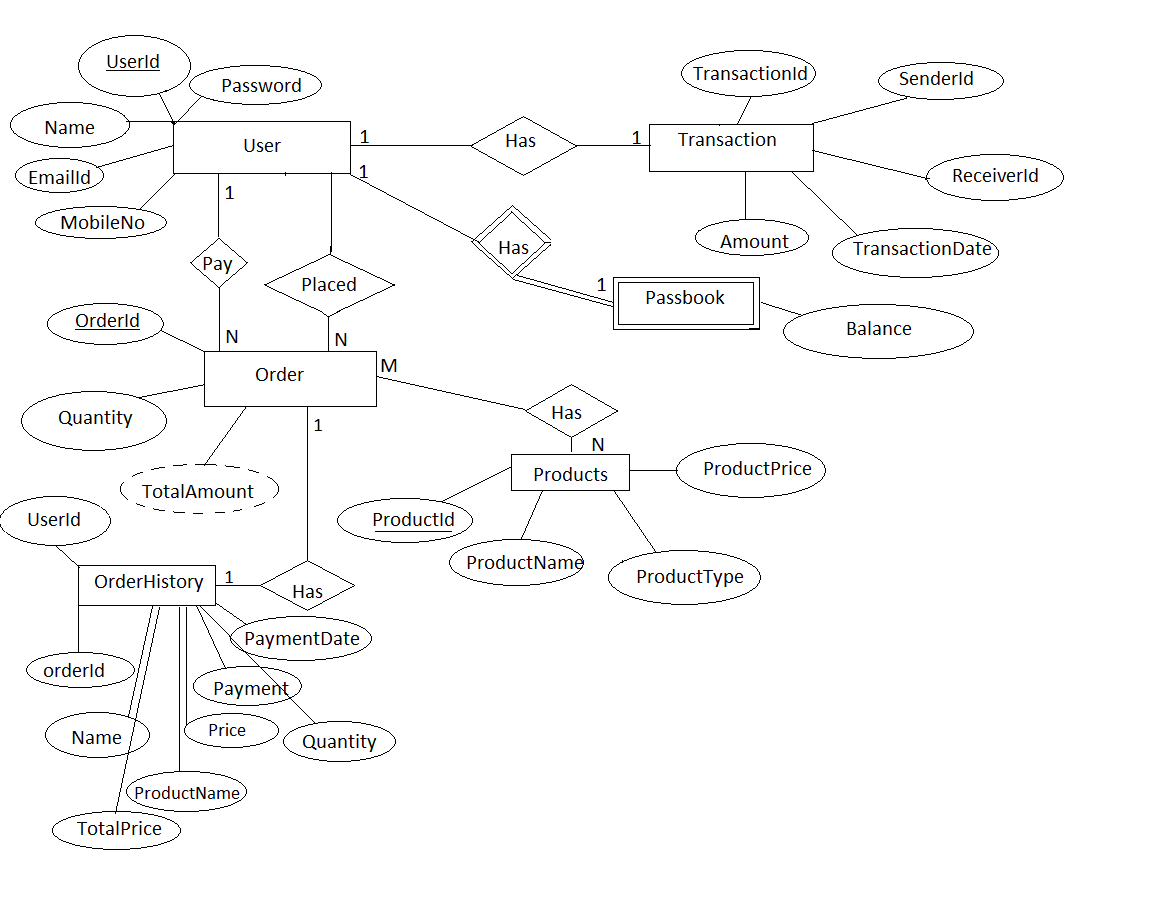 UserId
Password
Name
User
EmailId
MobileNo
1
Has
1
TransactionId
SenderId
Transaction
ReceiverId
Amount
TransactionDate
1
Has
1
Passbook
Balance
1
Pay
N
Placed
N
OrderId
Order
M
Quantity
TotalAmount
1
Has
N
Products
ProductPrice
ProductId
ProductName
ProductType
UserId
OrderHistory
1
Has
orderId
PaymentDate
Payment
Name
Price
Quantity
ProductName
TotalPrice